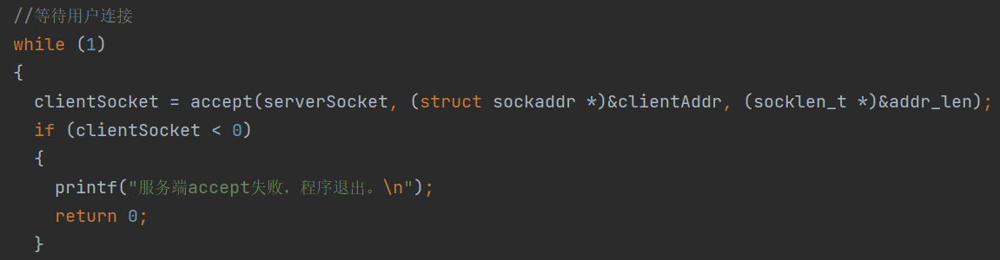 //等待用户连接
while (1)
{
clientSocket = accept(serverSocket, (struct sockaddr *)&clientAddr, (socklen_t *)&addr_len);
if (clientSocket < 0)
{
printf("服务端accept失败，程序退出。\n");
return 0;
}